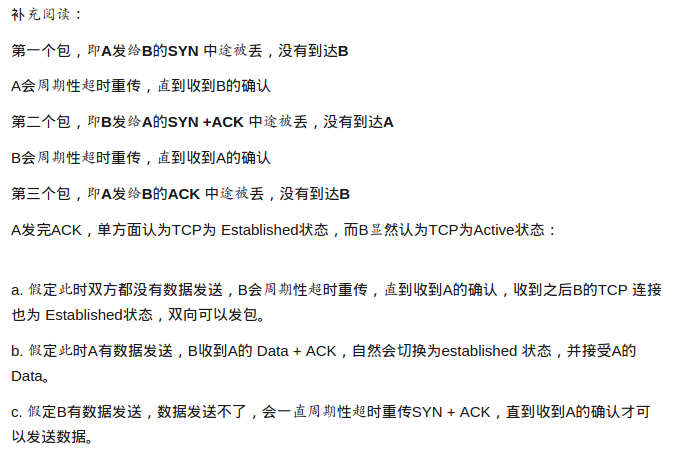 补充阅读：
第一个包，即A发给B的SYN 中途被丢，没有到达B
A会周期性超时重传，直到收到B的确认
第二个包，即B发给A的SYN +ACK 中途被丢，没有到达A
B会周期性超时重传，直到收到A的确认
第三个包，即A发给B的ACK 中途被丢，没有到达B
A发完ACK，单方面认为TCP为 Established状态，而B显然认为TCP为Active状态：
a. 假定此时双方都没有数据发送，B会周期性超时重传，直到收到A的确认，收到之后B的TCP 连接
也为 Established状态，双向可以发包。
b. 假定此时A有数据发送，B收到A的 Data + ACK，自然会切换为established 状态，并接受A的
Data。
c. 假定B有数据发送，数据发送不了，会一直周期性超时重传SYN + ACK，直到收到A的确认才可
以发送数据。